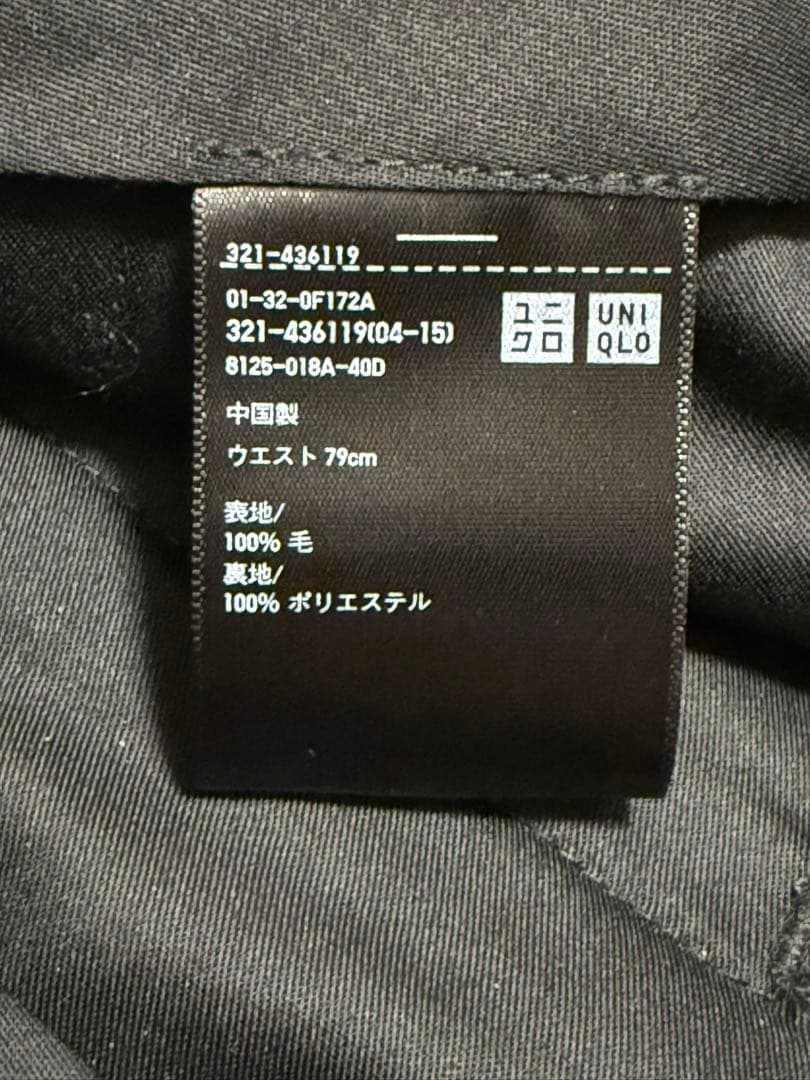 321-436119
01-32-0F172A
321-436119(04-15)
8125-018A-40D
ユニ
クロ
UNI
QLO
中国製
ウエスト 79cm
表地/
100% 毛
裏地/
100% ポリエステル